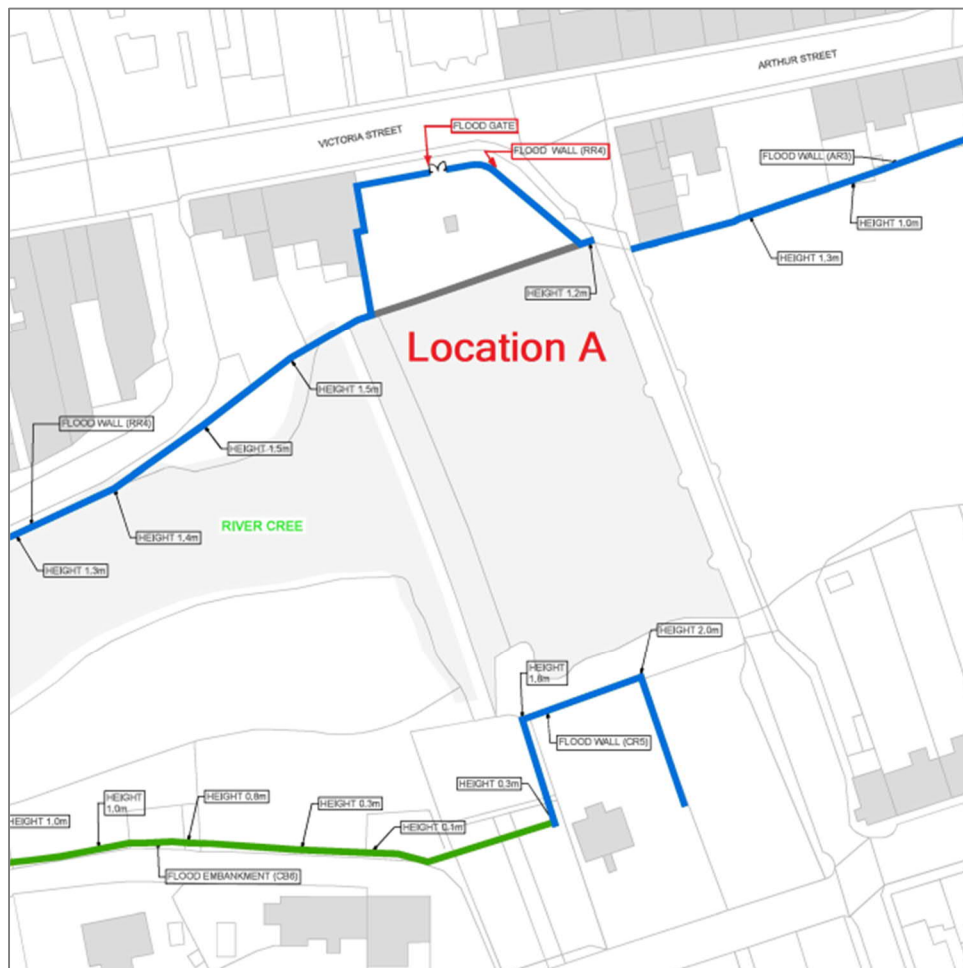 ARTHUR STREET
VICTORIA STREET
FLOOD GATE
FLOOD WALL (RR4)
FLOOD WALL (AR3)
HEIGHT 1.0m
HEIGHT 1.3m
HEIGHT 1.2m
Location A
HEIGHT 1.5m
FLOOD WALL (RR4)
HEIGHT 1.5m
RIVER CREE
HEIGHT 1.4m
HEIGHT 1.3m
HEIGHT 2.0m
HEIGHT
1.8m
FLOOD WALL (CR5)
HEIGHT 0.3m
HEIGHT
1.0m
HEIGHT 0.8m
HEIGHT 0.3m
HEIGHT 1.0m
HEIGHT 0.1m
FLOOD EMBANKMENT (CB6)